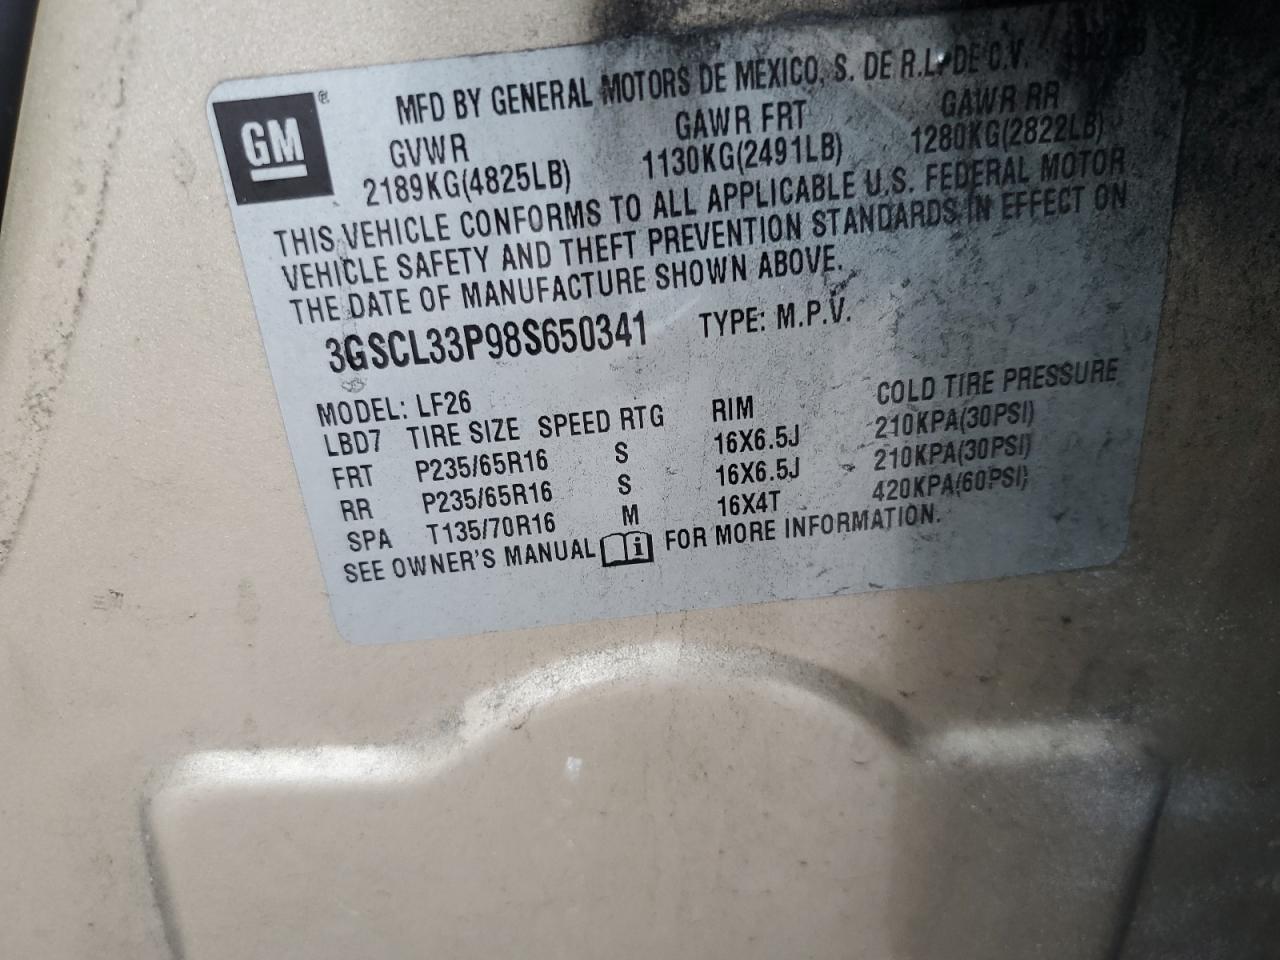 GM ®
MFD BY GENERAL MOTORS DE MEXICO, S. DE R.L. DE C.V.
GVWR GAWR FRT GAWR RR
2189KG(4825LB) 1130KG(2491LB) 1280KG(2822LB)
THIS VEHICLE CONFORMS TO ALL APPLICABLE U.S. FEDERAL MOTOR
VEHICLE SAFETY AND THEFT PREVENTION STANDARDS IN EFFECT ON
THE DATE OF MANUFACTURE SHOWN ABOVE.
3GSCL33P98S650341 TYPE: M.P.V.
MODEL: LF26
LBD7 TIRE SIZE SPEED RTG RIM COLD TIRE PRESSURE
FRT P235/65R16 S 16X6.5J 210KPA(30PSI)
RR P235/65R16 S 16X6.5J 210KPA(30PSI)
SPA T135/70R16 M 16X4T 420KPA(60PSI)
SEE OWNER'S MANUAL i FOR MORE INFORMATION.